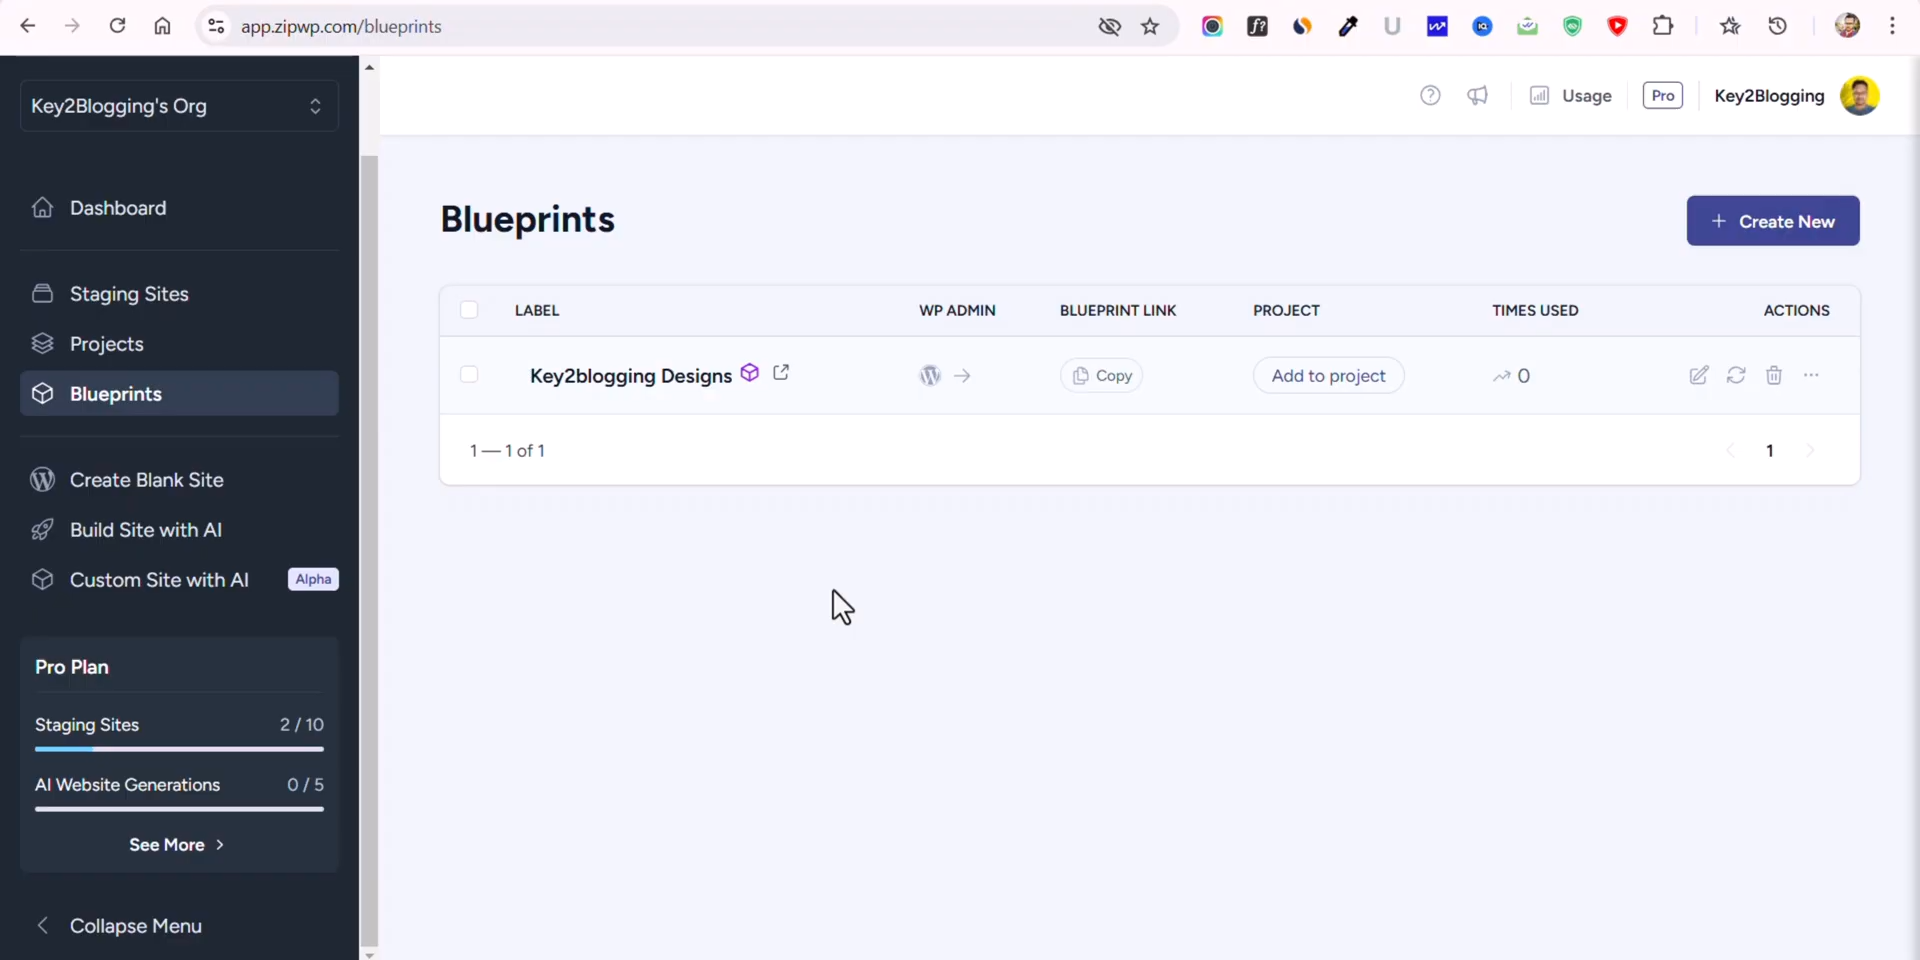 app.zipwp.com/blueprints
Key2Blogging's Org
Usage
Pro
Key2Blogging
Dashboard
Staging Sites
Projects
Blueprints
Create Blank Site
Build Site with AI
Custom Site with AI
Alpha
Pro Plan
Staging Sites
2 / 10
AI Website Generations
0 / 5
See More
Collapse Menu
Blueprints
+ Create New
LABEL
WP ADMIN
BLUEPRINT LINK
PROJECT
TIMES USED
ACTIONS
Key2blogging Designs
Copy
Add to project
0
1 — 1 of 1
1